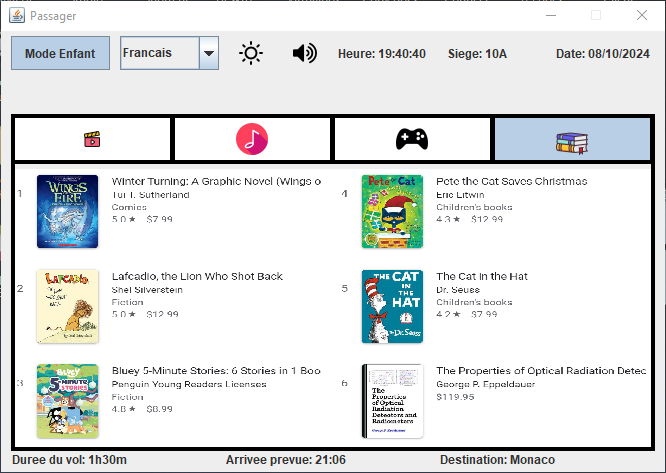 Passager
Mode Enfant
Francais
Heure: 19:40:40
Siege: 10A
Date: 08/10/2024
1
WINGS
OF
FIRE
Winter Turning: A Graphic Novel (Wings o
Tui T. Sutherland
Comics
5.0 ★ $7.99
4
Pete the Cat
Pete the Cat Saves Christmas
Eric Litwin
Children's books
4.3 ★ $12.99
2
LAFCADIO
Lafcadio, the Lion Who Shot Back
Shel Silverstein
Fiction
5.0 ★ $12.99
5
THE CAT
IN THE
HAT
By Dr. Seuss
The Cat in the Hat
Dr. Seuss
Children's books
4.2 ★ $7.99
3
BLUEY
5-MINUTE
STORIES
Bluey 5-Minute Stories: 6 Stories in 1 Boo
Penguin Young Readers Licenses
Fiction
4.8 ★ $8.99
6
The
Properties
of Optical
Radiation
Detectors and
Radiometers
The Properties of Optical Radiation Detec
George P. Eppeldauer
$119.95
Duree du vol: 1h30m
Arrivee prevue: 21:06
Destination: Monaco